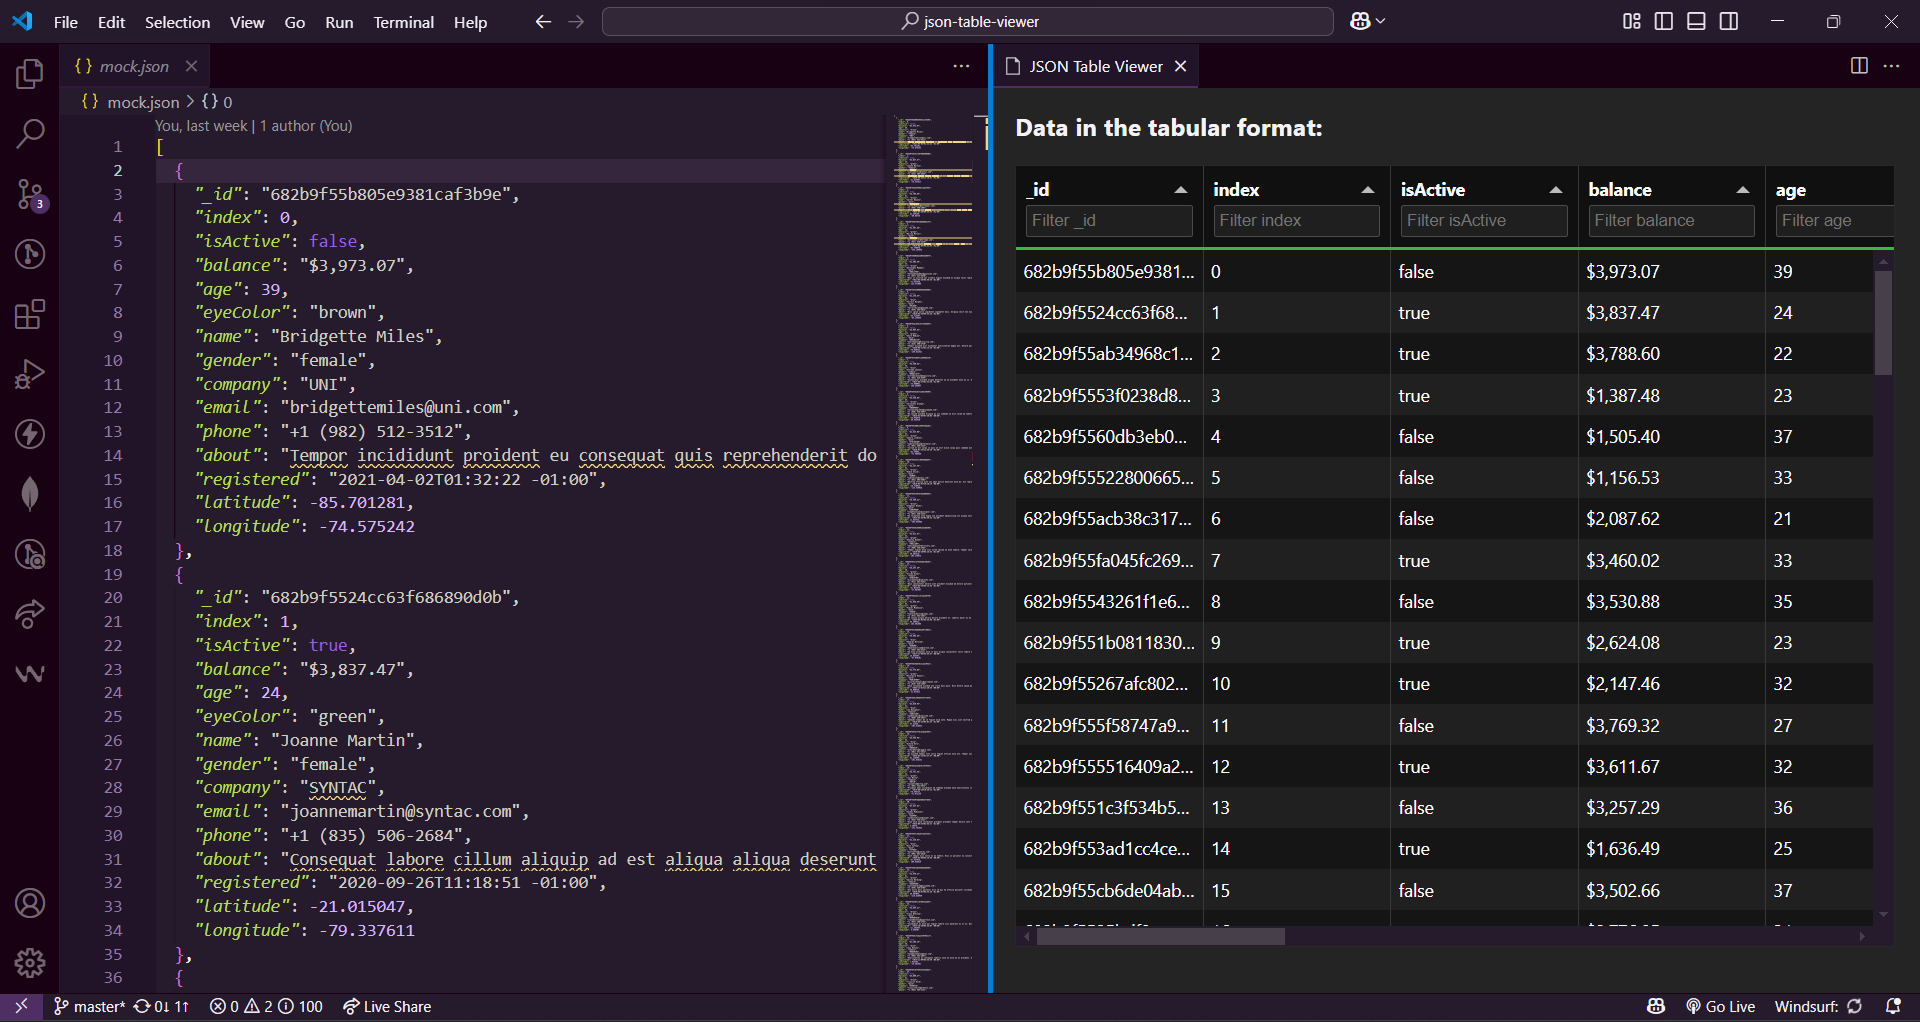 File Edit Selection View Go Run Terminal Help
json-table-viewer
mock.json
mock.json > {} 0
You, last week | 1 author (You)
1 [
2 {
3 "_id": "682b9f55b805e9381caf3b9e",
4 "index": 0,
5 "isActive": false,
6 "balance": "$3,973.07",
7 "age": 39,
8 "eyeColor": "brown",
9 "name": "Bridgette Miles",
10 "gender": "female",
11 "company": "UNI",
12 "email": "bridgettemiles@uni.com",
13 "phone": "+1 (982) 512-3512",
14 "about": "Tempor incididunt proident eu consequat quis reprehenderit do
15 "registered": "2021-04-02T01:32:22 -01:00",
16 "latitude": -85.701281,
17 "longitude": -74.575242
18 },
19 {
20 "_id": "682b9f5524cc63f686890d0b",
21 "index": 1,
22 "isActive": true,
23 "balance": "$3,837.47",
24 "age": 24,
25 "eyeColor": "green",
26 "name": "Joanne Martin",
27 "gender": "female",
28 "company": "SYNTAC",
29 "email": "joannemartin@syntac.com",
30 "phone": "+1 (835) 506-2684",
31 "about": "Consequat labore cillum aliquip ad est aliqua aliqua deserunt
32 "registered": "2020-09-26T11:18:51 -01:00",
33 "latitude": -21.015047,
34 "longitude": -79.337611
35 },
36 {
3
JSON Table Viewer
Data in the tabular format:
_id index isActive balance age
Filter _id Filter index Filter isActive Filter balance Filter age
682b9f55b805e9381... 0 false $3,973.07 39
682b9f5524cc63f68... 1 true $3,837.47 24
682b9f55ab34968c1... 2 true $3,788.60 22
682b9f5553f0238d8... 3 true $1,387.48 23
682b9f5560db3eb0... 4 false $1,505.40 37
682b9f55522800665... 5 false $1,156.53 33
682b9f55acb38c317... 6 false $2,087.62 21
682b9f55fa045fc269... 7 true $3,460.02 33
682b9f5543261f1e6... 8 false $3,530.88 35
682b9f551b0811830... 9 true $2,624.08 23
682b9f55267afc802... 10 true $2,147.46 32
682b9f555f58747a9... 11 false $3,769.32 27
682b9f555516409a2... 12 true $3,611.67 32
682b9f551c3f534b5... 13 false $3,257.29 36
682b9f553ad1cc4ce... 14 true $1,636.49 25
682b9f55cb6de04ab... 15 false $3,502.66 37
master* 0↓ 1↑ 0 2 100 Live Share
Go Live Windsurf: